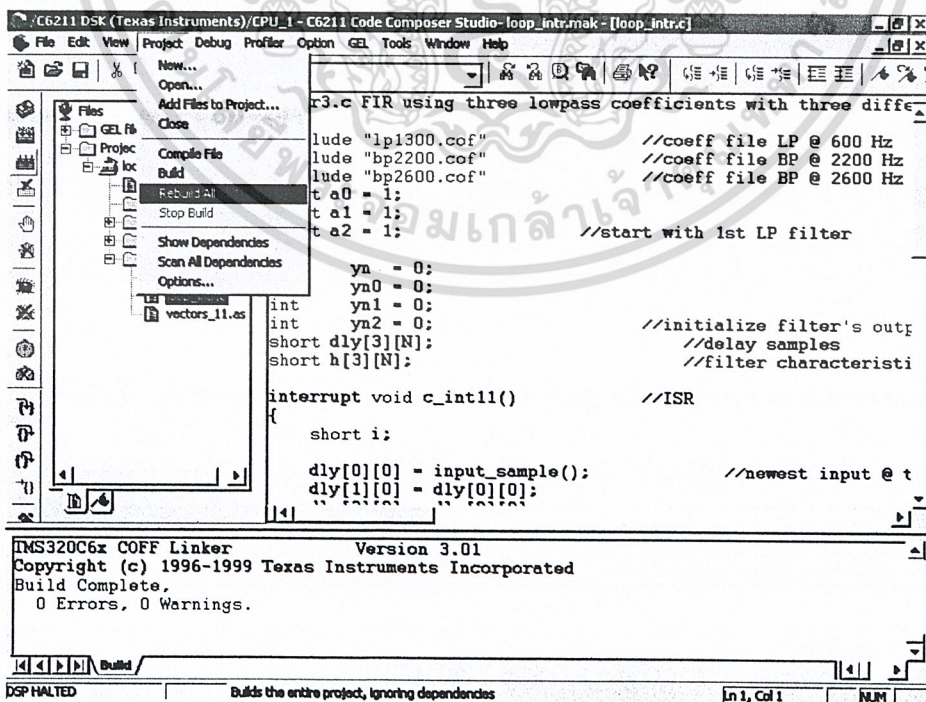 /C6211 DSK (Texas Instruments)/CPU_1 - C6211 Code Composer Studio- loop_intr.mak - [loop_intr.c]
File Edit View Project Debug Profiler Option GEL Tools Window Help
New...
Open...
Add Files to Project...
Close
Compile File
Build
Rebuild All
Stop Build
Show Dependencies
Scan All Dependencies
Options...
Files
GEL
Projec
vectors_11.as
r3.c FIR using three lowpass coefficients with three diffe
lude "lp1300.cof" //coeff file LP @ 600 Hz
lude "bp2200.cof" //coeff file BP @ 2200 Hz
lude "bp2600.cof" //coeff file BP @ 2600 Hz
t a0 = 1;
t a1 = 1;
t a2 = 1; //start with 1st LP filter
yn = 0;
yn0 = 0;
int yn1 = 0;
int yn2 = 0; //initialize filter's outp
short dly[3][N]; //delay samples
short h[3][N]; //filter characteristi
interrupt void c_int11() //ISR
{
short i;
dly[0][0] = input_sample(); //newest input @ t
dly[1][0] = dly[0][0];
TMS320C6x COFF Linker Version 3.01
Copyright (c) 1996-1999 Texas Instruments Incorporated
Build Complete,
0 Errors, 0 Warnings.
Build
DSP HALTED Builds the entire project, ignoring dependencies Ln 1, Col 1 NUM